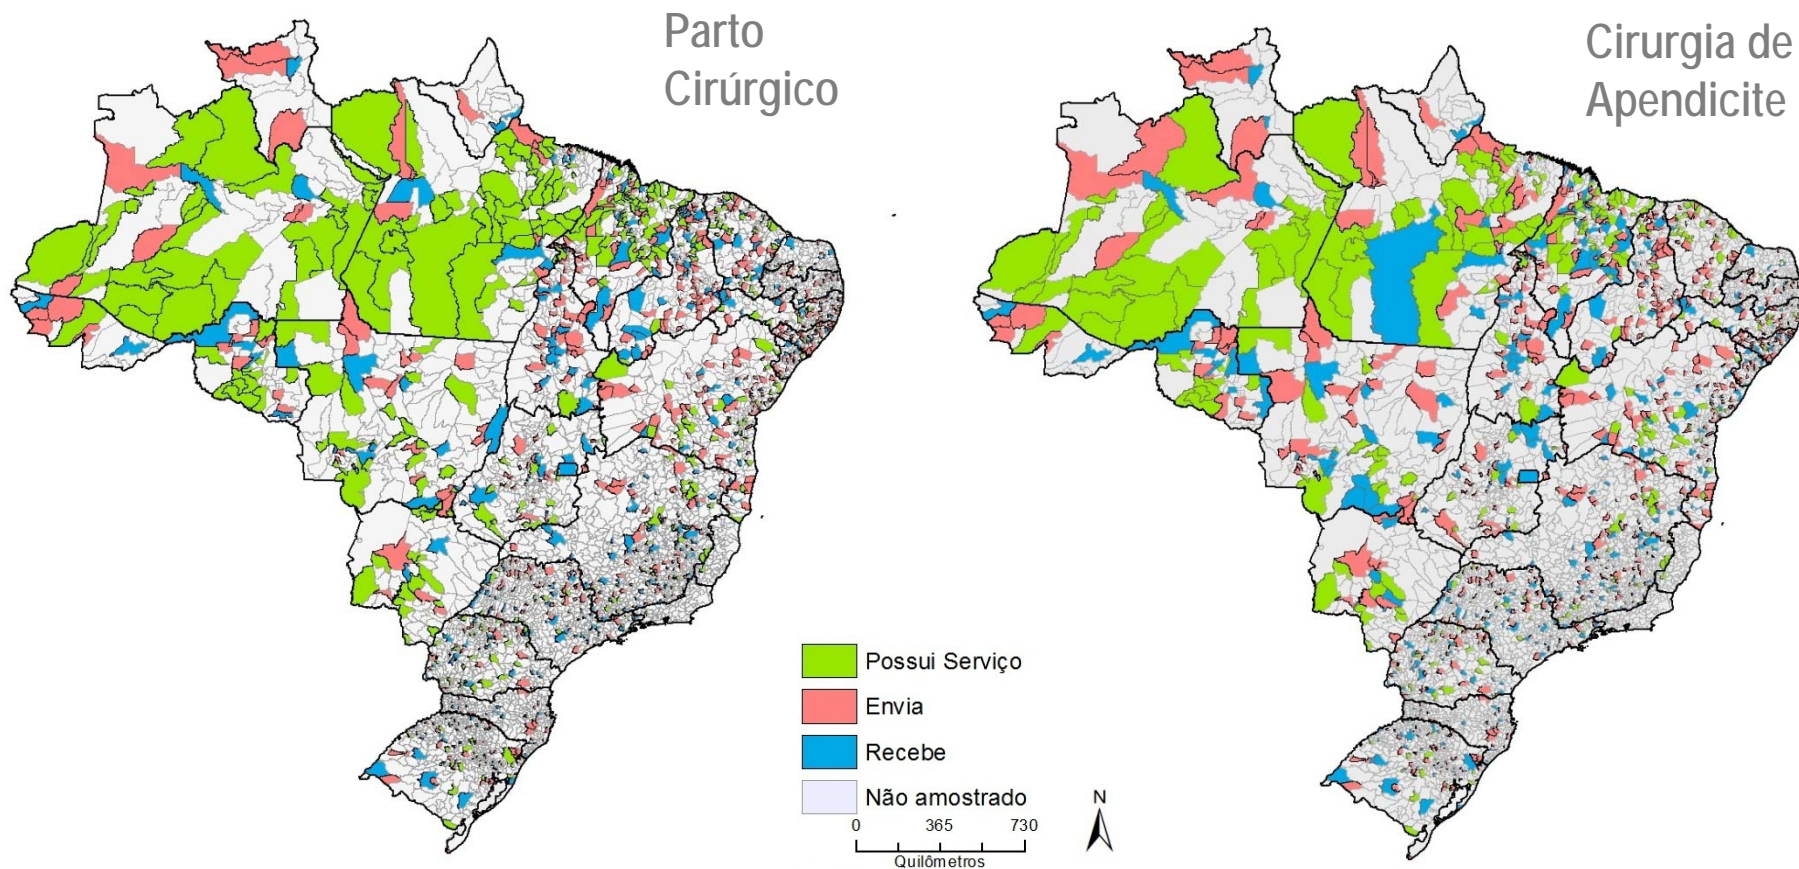 Parto
Cirúrgico
Cirurgia de
Apendicite
Possui Serviço
Envia
Recebe
Não amostrado
N
0 365 730
Quilômetros